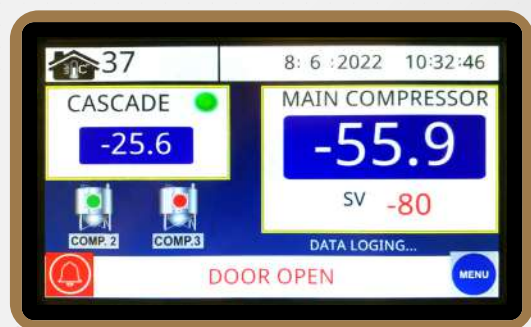 °C 37
8: 6 :2022 10:32:46
CASCADE
-25.6
MAIN COMPRESSOR
-55.9
SV -80
COMP. 2
COMP.3
DATA LOGING...
DOOR OPEN
MENU